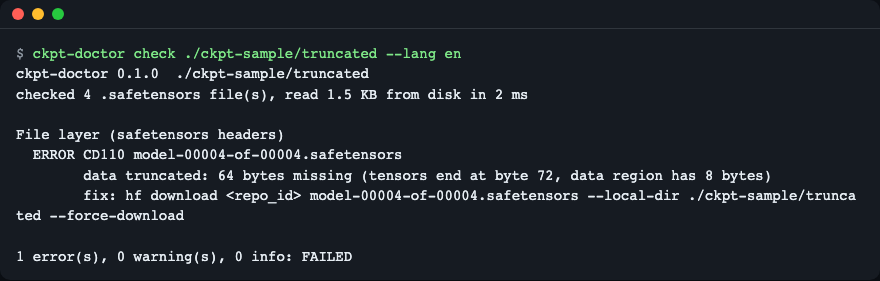 $ ckpt-doctor check ./ckpt-sample/truncated --lang en
ckpt-doctor 0.1.0  ./ckpt-sample/truncated
checked 4 .safetensors file(s), read 1.5 KB from disk in 2 ms
File layer (safetensors headers)
  ERROR CD110 model-00004-of-00004.safetensors
        data truncated: 64 bytes missing (tensors end at byte 72, data region has 8 bytes)
        fix: hf download <repo_id> model-00004-of-00004.safetensors --local-dir ./ckpt-sample/trunca
ted --force-download
1 error(s), 0 warning(s), 0 info: FAILED